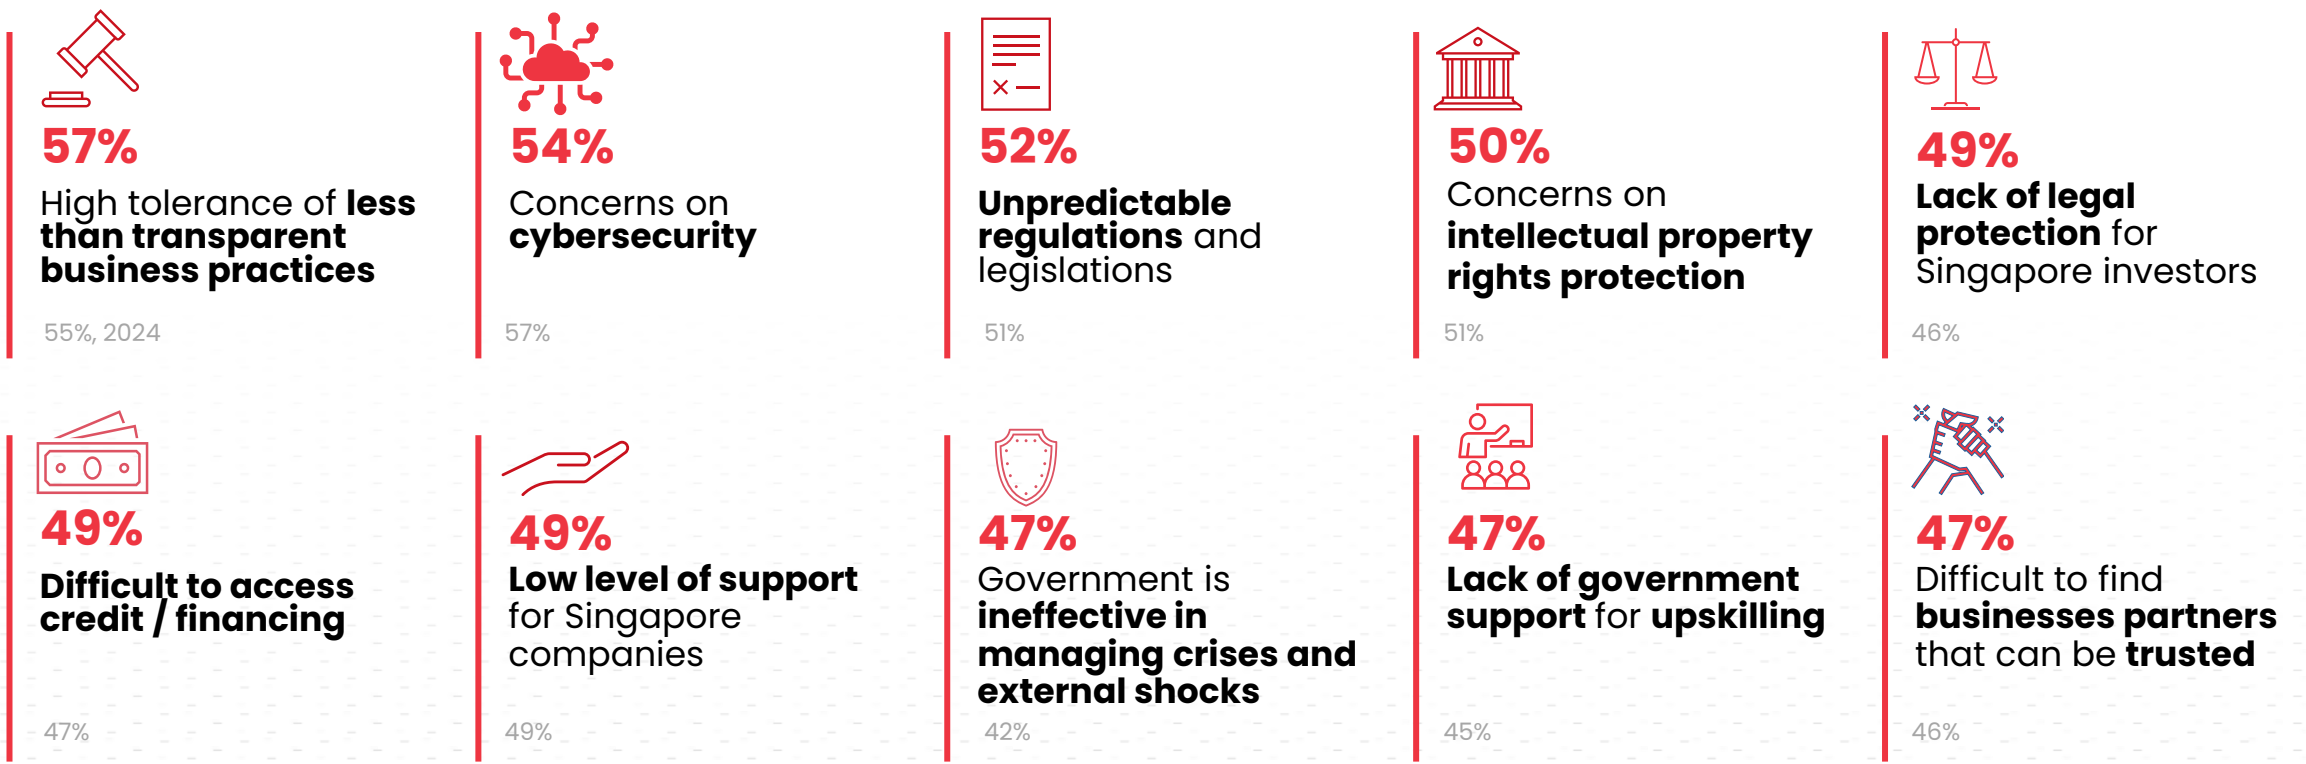 57%
High tolerance of less
than transparent
business practices
55%, 2024
54%
Concerns on
cybersecurity
57%
52%
Unpredictable
regulations and
legislations
51%
50%
Concerns on
intellectual property
rights protection
51%
49%
Lack of legal
protection for
Singapore investors
46%
49%
Difficult to access
credit / financing
47%
49%
Low level of support
for Singapore
companies
49%
47%
Government is
ineffective in
managing crises and
external shocks
42%
47%
Lack of government
support for upskilling
45%
47%
Difficult to find
businesses partners
that can be trusted
46%